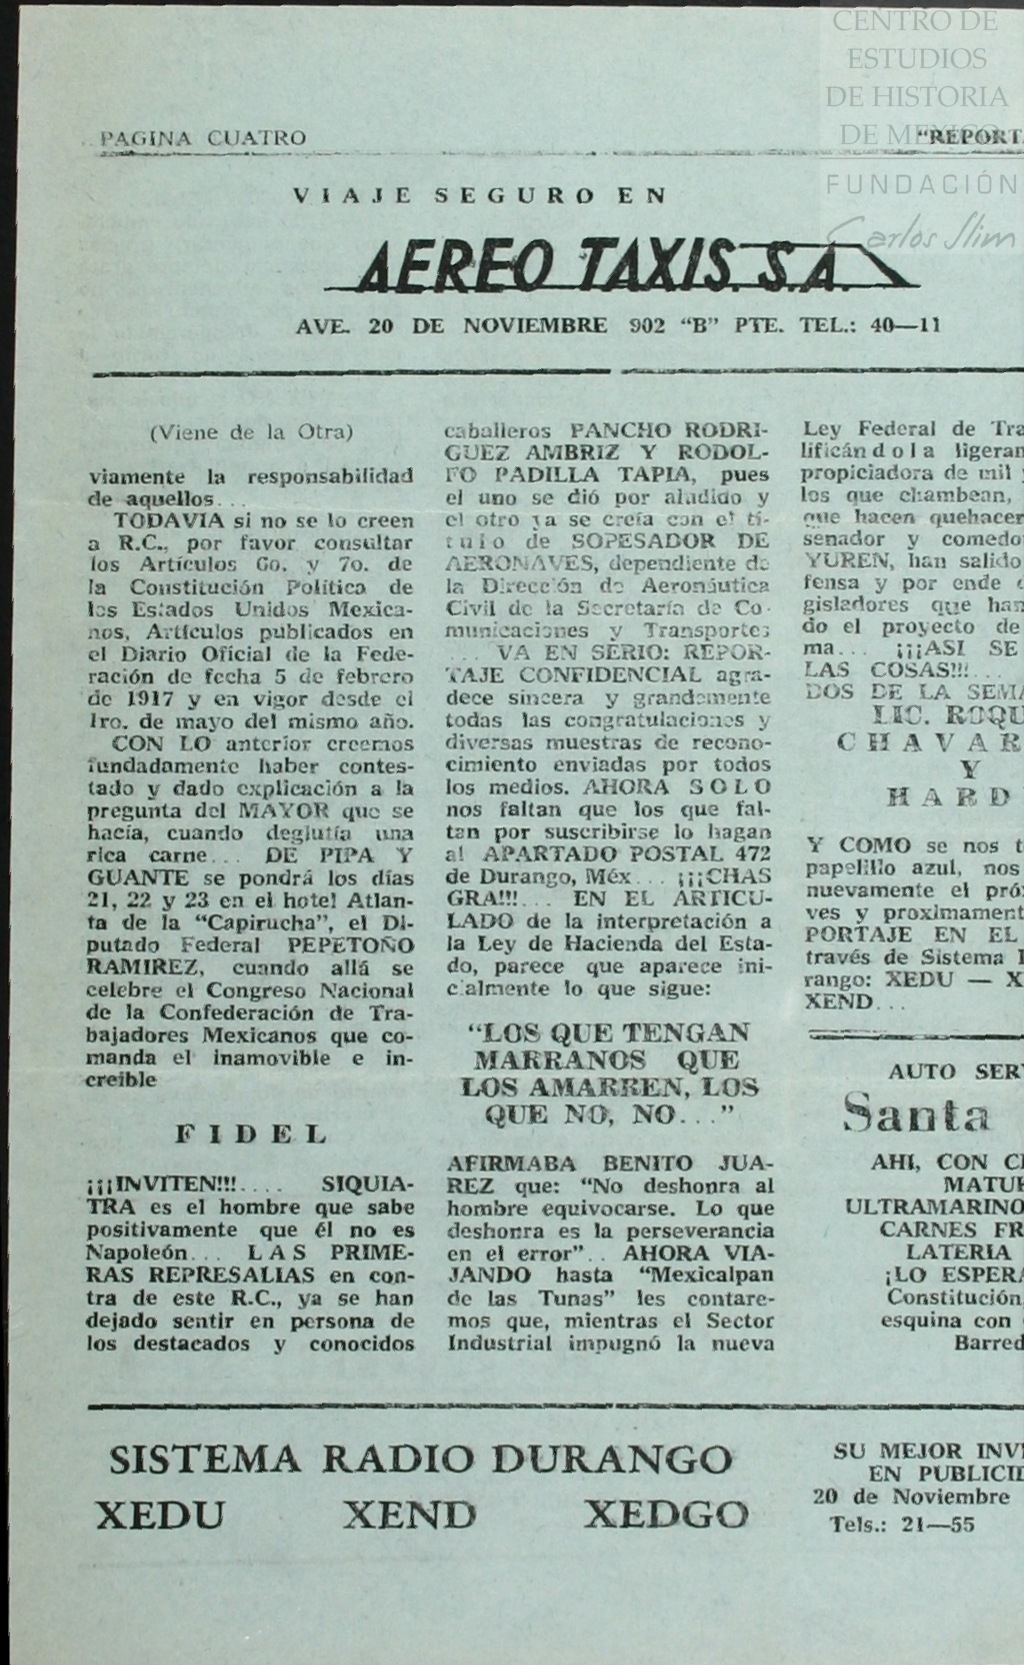 CENTRO DE
ESTUDIOS
DE HISTORIA
DE MEXICO
FUNDACIÓN
Carlos Slim
PAGINA CUATRO
"REPORT
VIAJE SEGURO EN
AEREO TAXIS. S.A.
AVE. 20 DE NOVIEMBRE 902 "B" PTE. TEL.: 40—11
(Viene de la Otra)
viamente la responsabilidad
de aquellos...
TODAVIA si no se lo creen
a R.C., por favor consultar
los Artículos 6o. y 7o. de
la Constitución Política de
los Estados Unidos Mexica-
nos, Artículos publicados en
el Diario Oficial de la Fede-
ración de fecha 5 de febrero
de 1917 y en vigor desde el
1ro. de mayo del mismo año.
CON LO anterior creemos
fundadamente haber contes-
tado y dado explicación a la
pregunta del MAYOR que se
hacía, cuando deglutía una
rica carne... DE PIPA Y
GUANTE se pondrá los días
21, 22 y 23 en el hotel Atlan-
ta de la "Capirucha", el Di-
putado Federal PEPETOÑO
RAMIREZ, cuando allá se
celebre el Congreso Nacional
de la Confederación de Tra-
bajadores Mexicanos que co-
manda el inamovible e in-
creible
FIDEL
¡¡¡INVITEN!!!.... SIQUIA-
TRA es el hombre que sabe
positivamente que él no es
Napoleón... LAS PRIME-
RAS REPRESALIAS en con-
tra de este R.C., ya se han
dejado sentir en persona de
los destacados y conocidos
caballeros PANCHO RODRI-
GUEZ AMBRIZ Y RODOL-
FO PADILLA TAPIA, pues
el uno se dió por aludido y
el otro ya se creía con el tí-
tulo de SOPESADOR DE
AERONAVES, dependiente de
la Dirección de Aeronáutica
Civil de la Secretaría de Co-
municaciones y Transportes
... VA EN SERIO: REPOR-
TAJE CONFIDENCIAL agra-
dece sincera y grandemente
todas las congratulaciones y
diversas muestras de recono-
cimiento enviadas por todos
los medios. AHORA SOLO
nos faltan que los que fal-
tan por suscribirse lo hagan
al APARTADO POSTAL 472
de Durango, Méx... ¡¡¡CHAS
GRA!!!... EN EL ARTICU-
LADO de la interpretación a
la Ley de Hacienda del Esta-
do, parece que aparece ini-
cialmente lo que sigue:
"LOS QUE TENGAN
MARRANOS QUE
LOS AMARREN, LOS
QUE NO, NO..."
AFIRMABA BENITO JUA-
REZ que: "No deshonra al
hombre equivocarse. Lo que
deshonra es la perseverancia
en el error".. AHORA VIA-
JANDO hasta "Mexicalpan
de las Tunas" les contare-
mos que, mientras el Sector
Industrial impugnó la nueva
Ley Federal de Tra
lificándola ligeran
propiciadora de mil
los que chambean,
que hacen quehacer
senador y comedo
YUREN, han salido
fensa y por ende
gisladores que han
do el proyecto de
ma... ¡¡¡ASI SE
LAS COSAS!!!...
DOS DE LA SEMA
LIC. ROQU
CHAVAR
Y
HARD
Y COMO se nos t
papelillo azul, nos
nuevamente el próx
ves y proximament
PORTAJE EN EL
través de Sistema
rango: XEDU — X
XEND...
AUTO SER
Santa
AHI, CON C
MATU
ULTRAMARINO
CARNES FR
LATERIA
¡LO ESPERA
Constitución
esquina con
Barred
SISTEMA RADIO DURANGO
XEDU XEND XEDGO
SU MEJOR INV
EN PUBLICID
20 de Noviembre
Tels.: 21—55